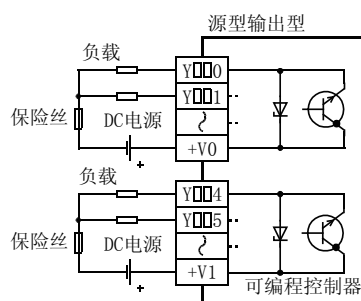 源型输出型
负载
Y▯▯0
Y▯▯1
保险丝
DC电源
+V0
+
负载
Y▯▯4
Y▯▯5
保险丝
DC电源
+V1
+
可编程控制器